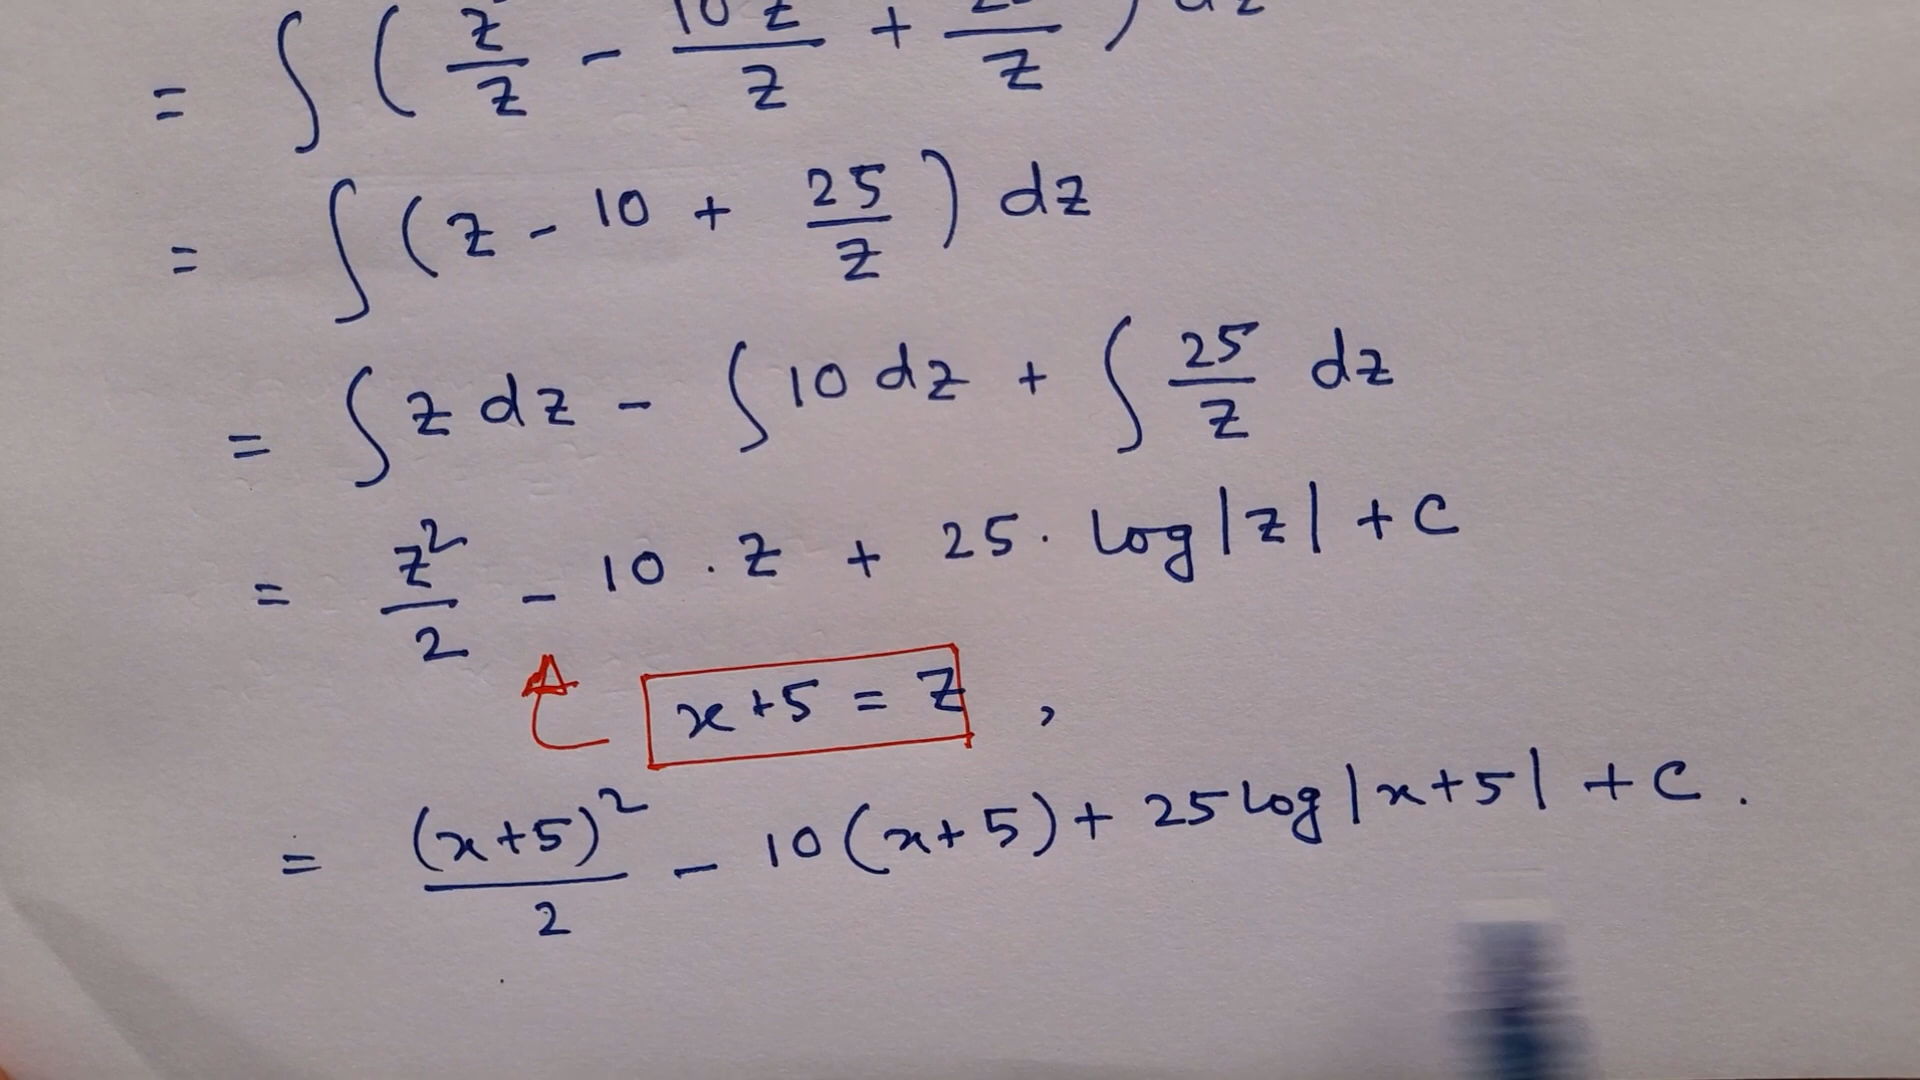 = ∫ ( z²/z - 10z/z + 25/z ) dz
= ∫ ( z - 10 + 25/z ) dz
= ∫ z dz - ∫ 10 dz + ∫ 25/z dz
= z²/2 - 10 . z + 25 . log |z| + c
x+5 = z ,
= (x+5)²/2 - 10 (x+5) + 25 log |x+5| + c .